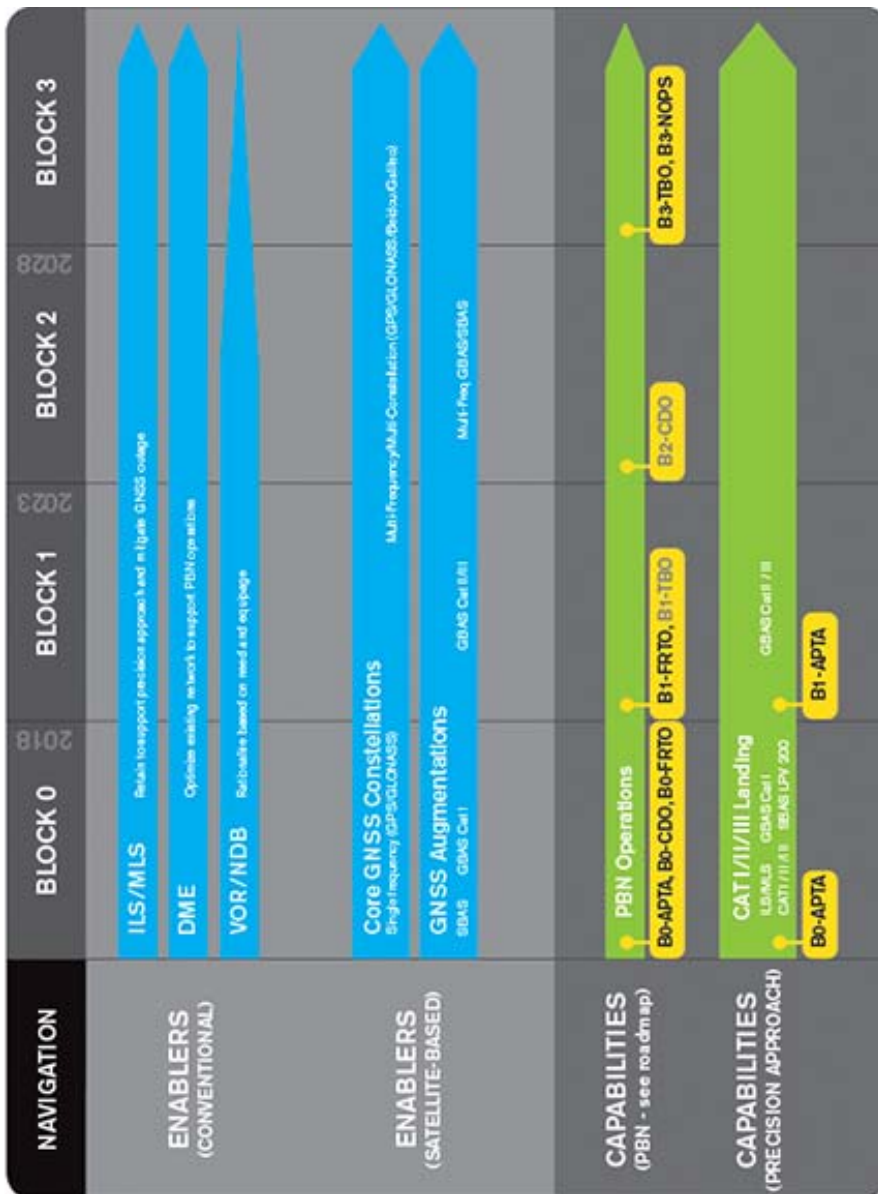 NAVIGATION
BLOCK 0
2018
BLOCK 1
2023
BLOCK 2
2028
BLOCK 3
ENABLERS
(CONVENTIONAL)
ILS/MLS
Retain to support precision approach and mitigate GNSS outage
DME
Optimize existing network to support PBN operations
VOR/NDB
Rationalize based on need and equipage
ENABLERS
(SATELLITE-BASED)
Core GNSS Constellations
Single frequency (GPS/GLONASS)
Multi-Frequency/Multi-Constellation (GPS/GLONASS/Beidou/Galileo)
GNSS Augmentations
SBAS GBAS Cat I
GBAS Cat II/III
Multi-Freq GBAS/SBAS
CAPABILITIES
(PBN - see roadmap)
PBN Operations
B0-APTA, B0-CDO, B0-FRTO
B1-FRTO, B1-TBO
B2-CDO
B3-TBO, B3-NOPS
CAPABILITIES
(PRECISION APPROACH)
CAT I/II/III Landing
ILS/MLS GBAS Cat I
CAT I / II / III SBAS LPV 200
GBAS Cat II / III
B0-APTA
B1-APTA